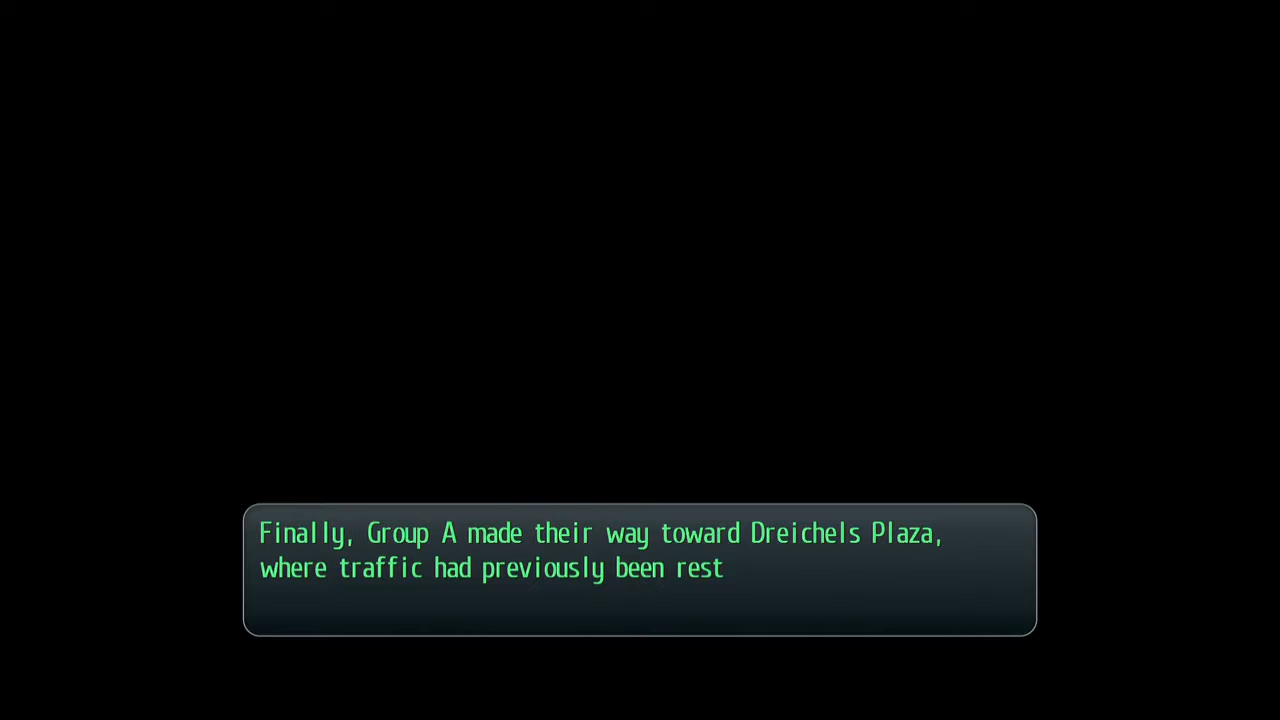 Finally, Group A made their way toward Dreichels Plaza,
where traffic had previously been rest